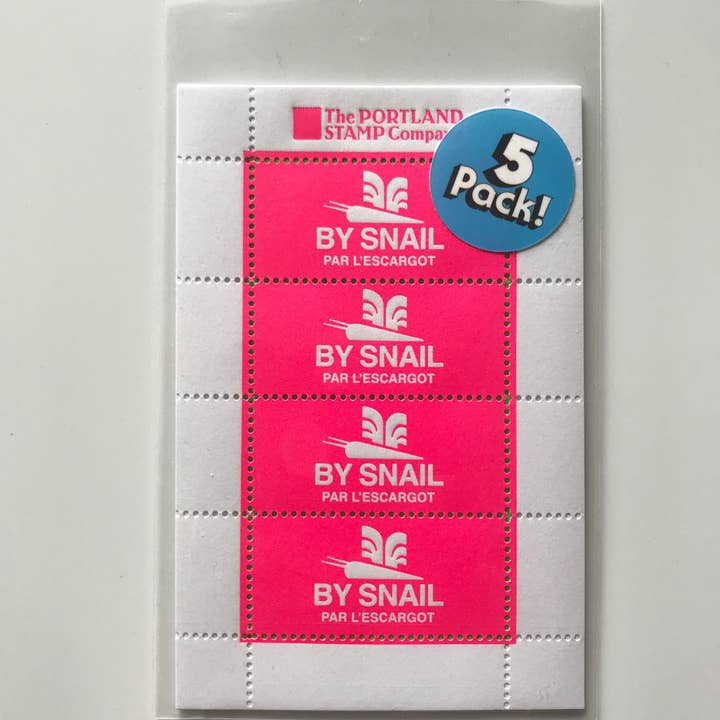 The PORTLAND
STAMP
5
Pack!
BY SNAIL
PAR L'ESCARGOT
BY SNAIL
PAR L'ESCARGOT
BY SNAIL
PAR L'ESCARGOT
BY SNAIL
PAR L'ESCARGOT